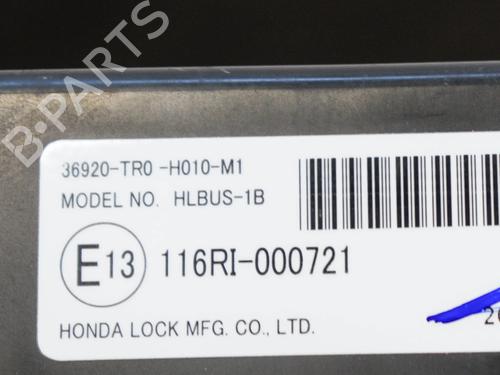 B-PARTS
36920-TR0 -H010-M1
MODEL NO. HLBUS-1B
E13 116RI-000721
HONDA LOCK MFG. CO., LTD.